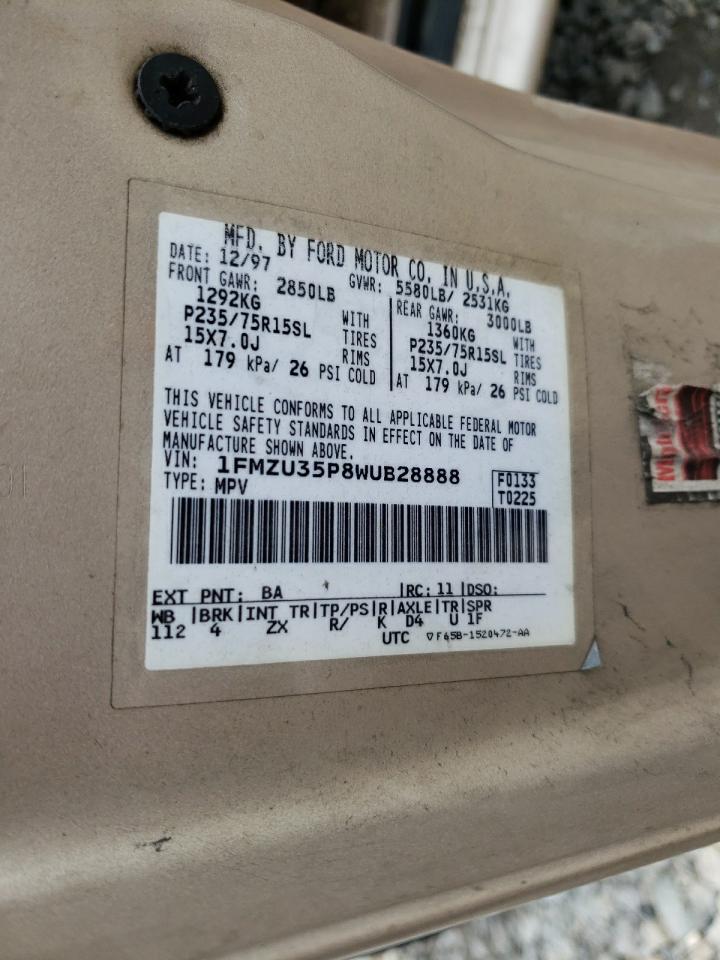 MFD. BY FORD MOTOR CO. IN U.S.A.
DATE: 12/97 GVWR: 5580LB/ 2531KG
FRONT GAWR: 2850LB
1292KG WITH
P235/75R15SL TIRES
15X7.0J RIMS
AT 179 kPa/ 26 PSI COLD
REAR GAWR: 3000LB
1360KG WITH
P235/75R15SL TIRES
15X7.0J RIMS
AT 179 kPa/ 26 PSI COLD
THIS VEHICLE CONFORMS TO ALL APPLICABLE FEDERAL MOTOR
VEHICLE SAFETY STANDARDS IN EFFECT ON THE DATE OF
MANUFACTURE SHOWN ABOVE.
VIN: 1FMZU35P8WUB28888 F0133
TYPE: MPV T0225
EXT PNT: BA RC: 11 DSO:
WB BRK INT TR TP/PS R AXLE TR SPR
112 4 ZX R/ K D4 U 1F
UTC F65B-1520472-AA